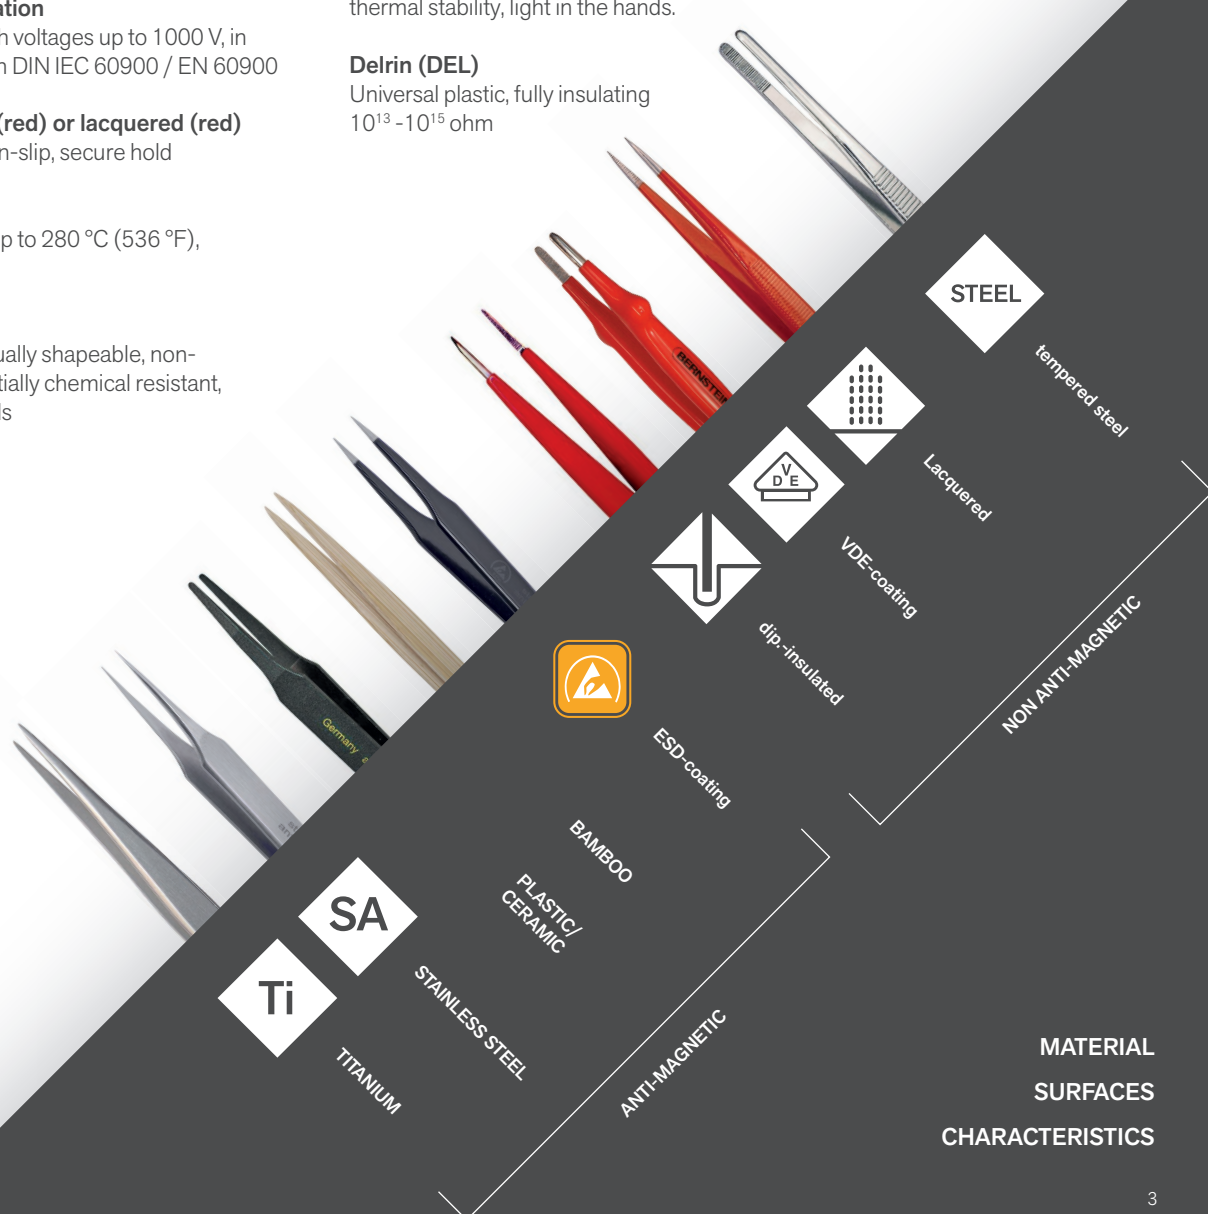 ation
h voltages up to 1000 V, in
n DIN IEC 60900 / EN 60900
(red) or lacquered (red)
n-slip, secure hold
p to 280 °C (536 °F),
ually shapeable, non-
tially chemical resistant,
ls
thermal stability, light in the hands.
Delrin (DEL)
Universal plastic, fully insulating
10¹³ -10¹⁵ ohm
BERNSTEIN
Germany
STEEL
tempered steel
Lacquered
V
D E
VDE-coating
dip.-insulated
ESD-coating
BAMBOO
PLASTIC/
CERAMIC
SA
STAINLESS STEEL
Ti
TITANIUM
NON ANTI-MAGNETIC
ANTI-MAGNETIC
MATERIAL
SURFACES
CHARACTERISTICS
3